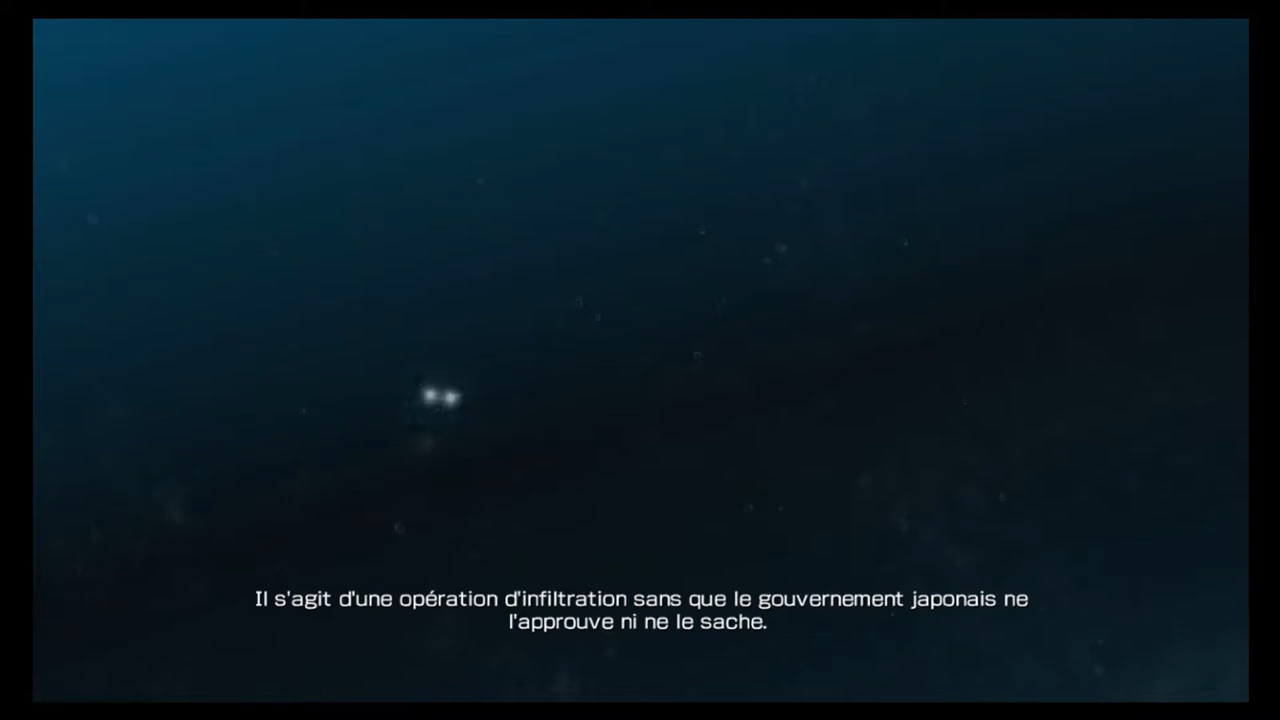 Il s'agit d'une opération d'infiltration sans que le gouvernement japonais ne
l'approuve ni ne le sache.